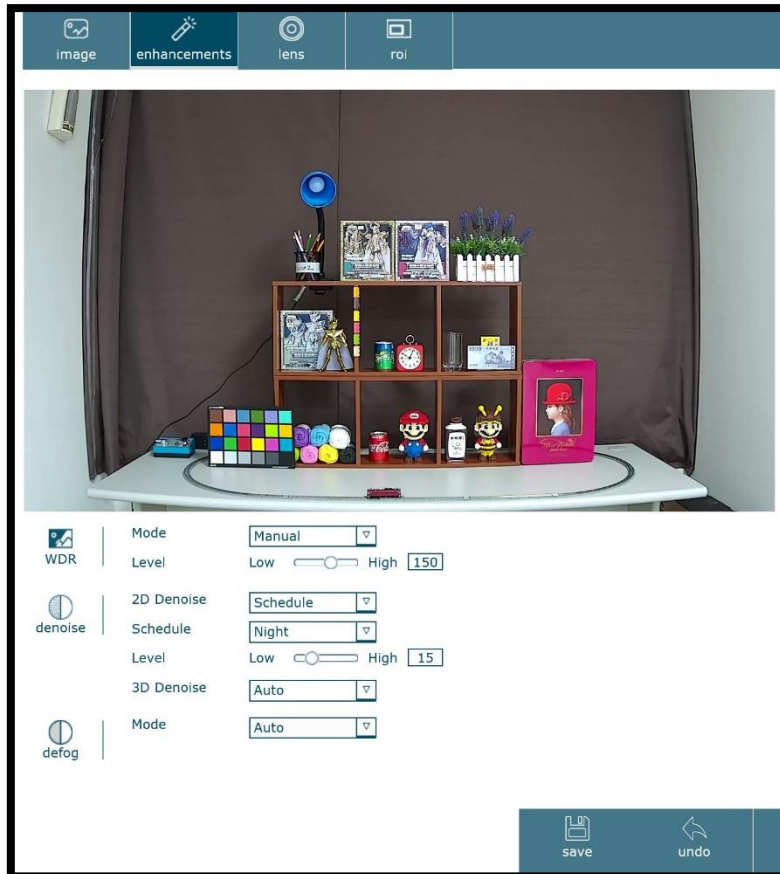 image
enhancements
lens
roi
WDR
Mode
Manual
Level
Low
High
150
denoise
2D Denoise
Schedule
Schedule
Night
Level
Low
High
15
3D Denoise
Auto
defog
Mode
Auto
save
undo